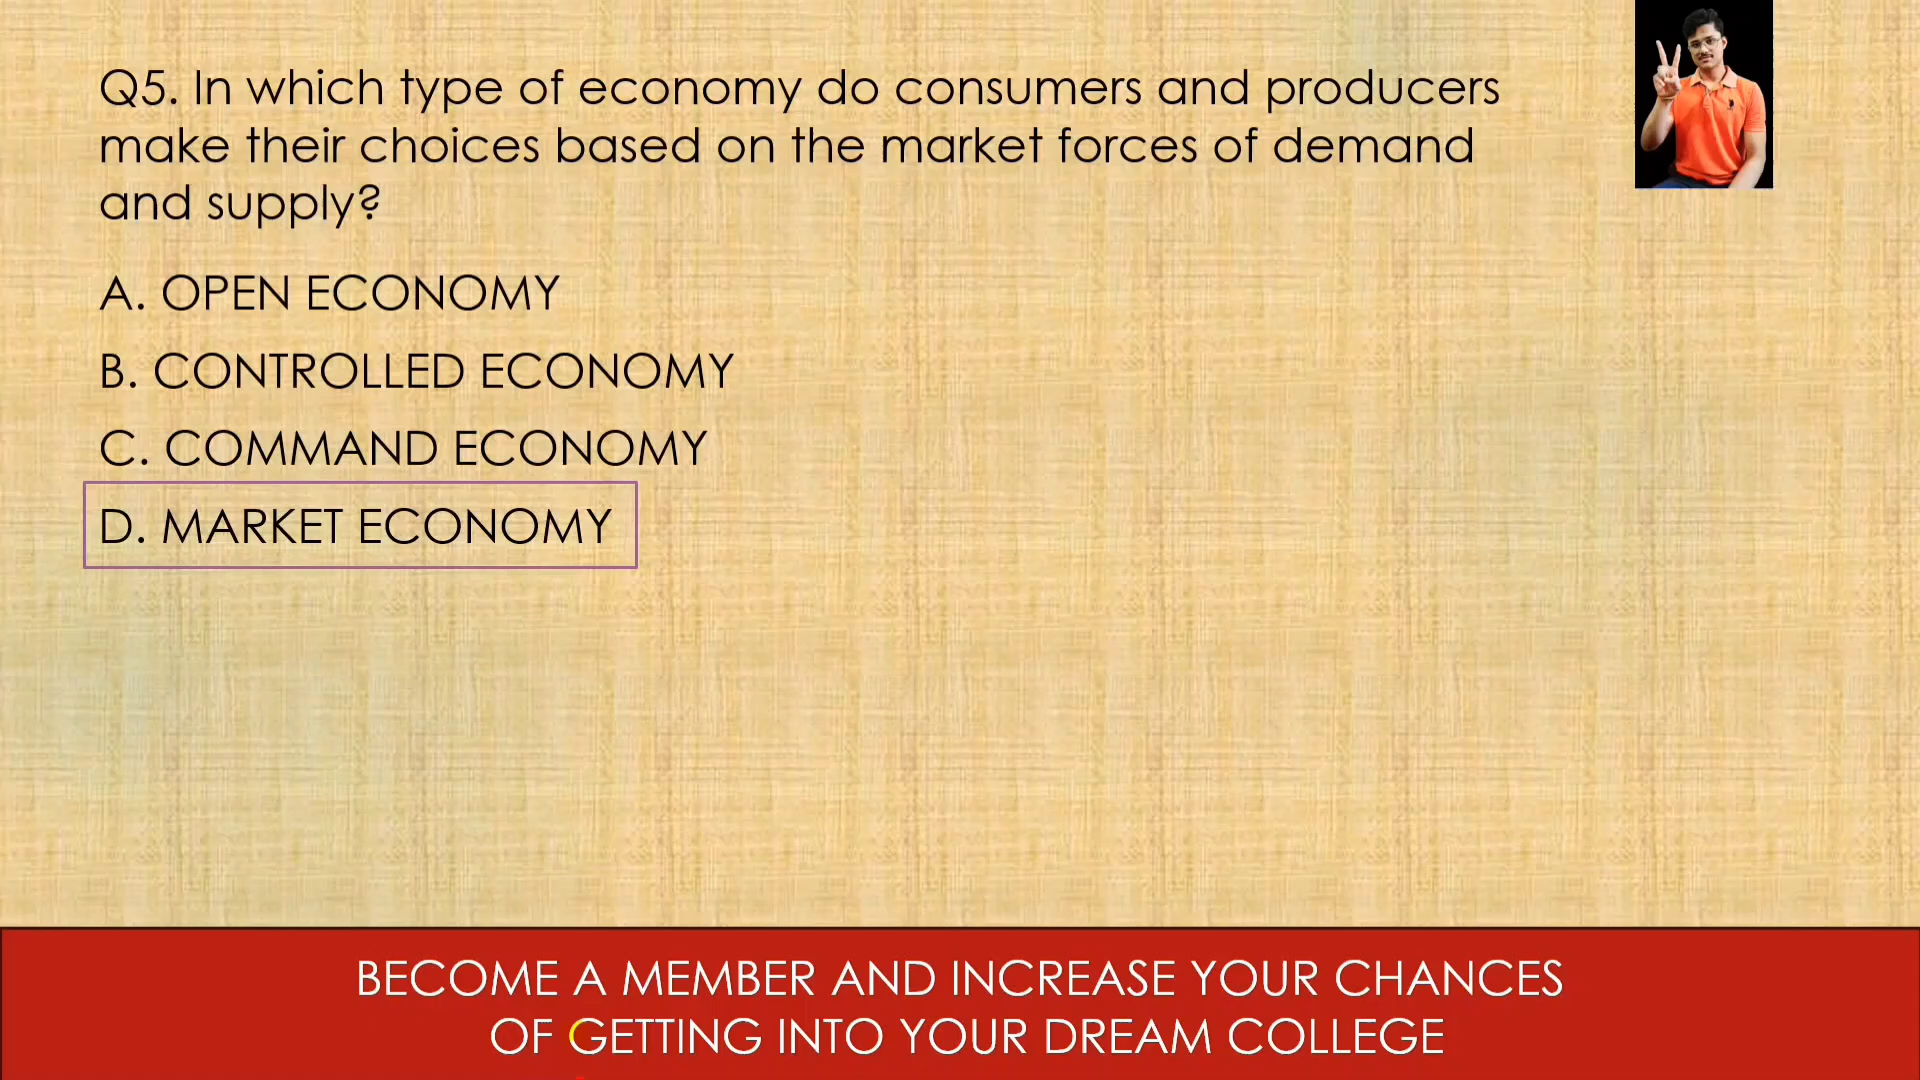 Q5. In which type of economy do consumers and producers
make their choices based on the market forces of demand
and supply?
A. OPEN ECONOMY
B. CONTROLLED ECONOMY
C. COMMAND ECONOMY
D. MARKET ECONOMY
BECOME A MEMBER AND INCREASE YOUR CHANCES
OF GETTING INTO YOUR DREAM COLLEGE